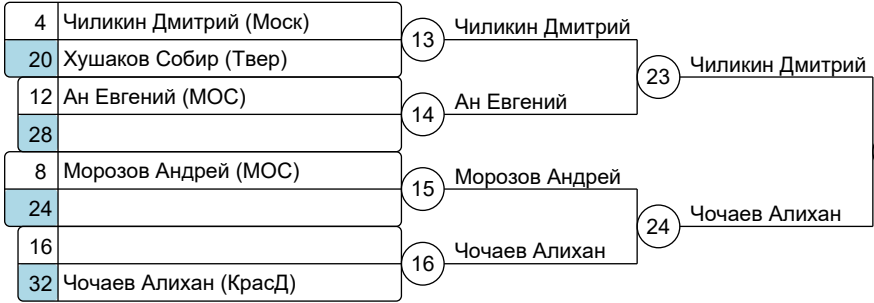 4 Чиликин Дмитрий (Моск)
20 Хушаков Собир (Твер)
13 Чиликин Дмитрий
12 Ан Евгений (МОС)
28
14 Ан Евгений
23 Чиликин Дмитрий
8 Морозов Андрей (МОС)
24
15 Морозов Андрей
16
32 Чочаев Алихан (КрасД)
16 Чочаев Алихан
24 Чочаев Алихан